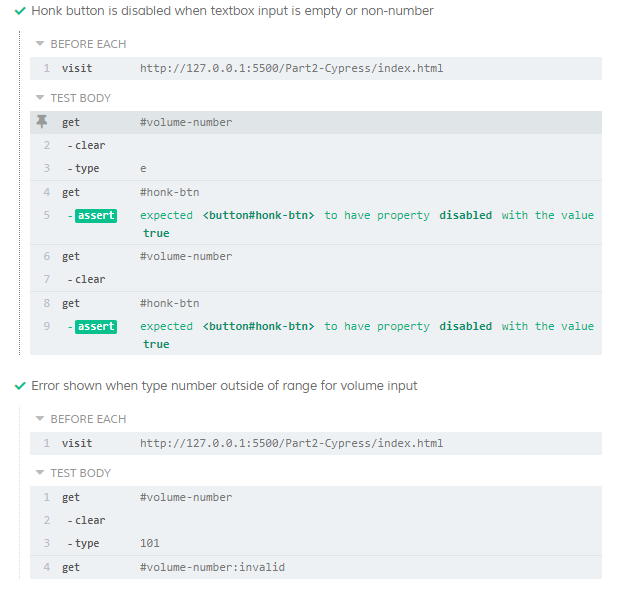 Honk button is disabled when textbox input is empty or non-number
BEFORE EACH
1 visit http://127.0.0.1:5500/Part2-Cypress/index.html
TEST BODY
get #volume-number
2 -clear
3 -type e
4 get #honk-btn
5 -assert expected <button#honk-btn> to have property disabled with the value
true
6 get #volume-number
7 -clear
8 get #honk-btn
9 -assert expected <button#honk-btn> to have property disabled with the value
true
Error shown when type number outside of range for volume input
BEFORE EACH
1 visit http://127.0.0.1:5500/Part2-Cypress/index.html
TEST BODY
1 get #volume-number
2 -clear
3 -type 101
4 get #volume-number:invalid